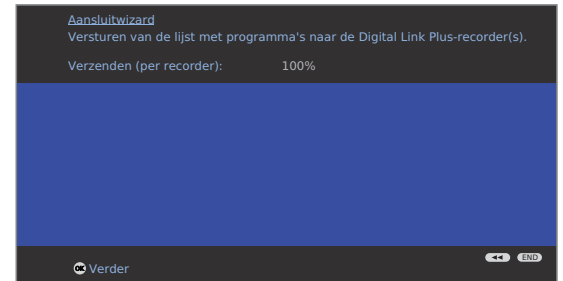 Aansluitwizard
Versturen van de lijst met programma's naar de Digital Link Plus-recorder(s).
Verzenden (per recorder): 100%
END
OK Verder